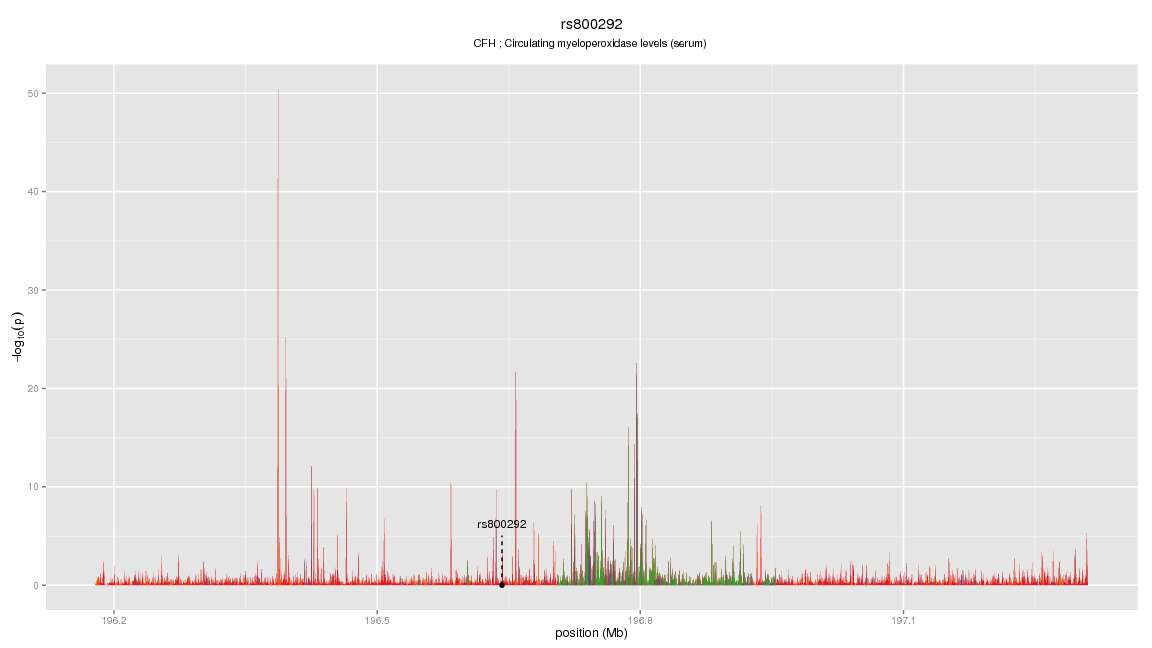 rs800292
CFH ; Circulating myeloperoxidase levels (serum)
−log10(p)
50
40
30
20
10
0
rs800292
196.2
196.5
196.8
197.1
position (Mb)